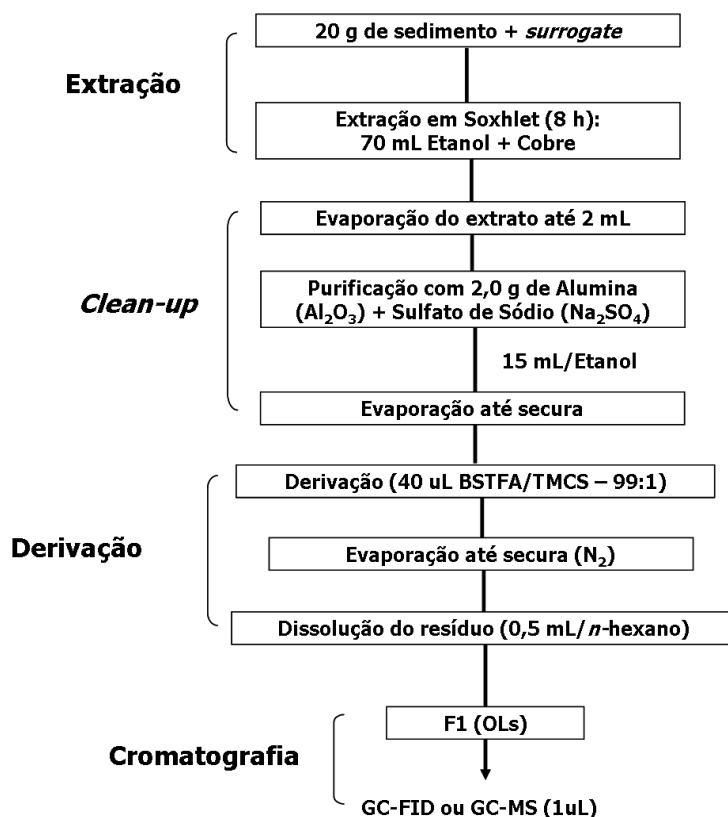 20 g de sedimento + surrogate
Extração
Extração em Soxhlet (8 h):
70 mL Etanol + Cobre
Evaporação do extrato até 2 mL
Clean-up
Purificação com 2,0 g de Alumina
(Al₂O₃) + Sulfato de Sódio (Na₂SO₄)
15 mL/Etanol
Evaporação até secura
Derivação (40 uL BSTFA/TMCS – 99:1)
Derivação
Evaporação até secura (N₂)
Dissolução do resíduo (0,5 mL/n-hexano)
F1 (OLs)
Cromatografia
GC-FID ou GC-MS (1uL)